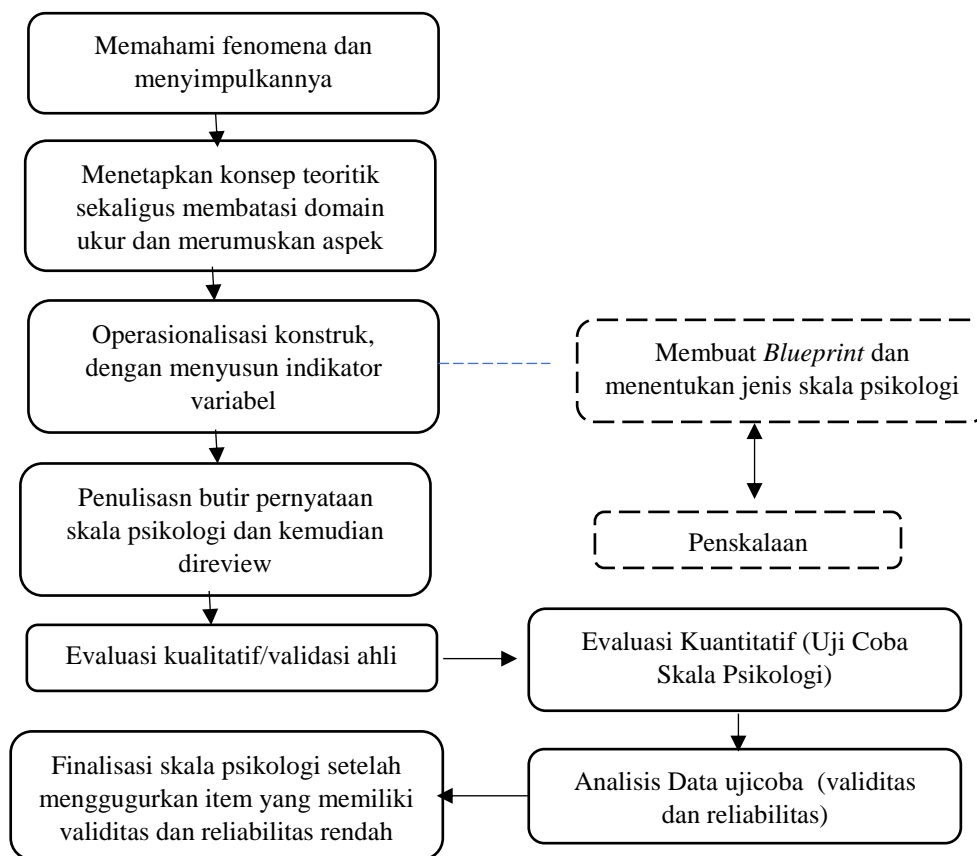 Memahami fenomena dan
menyimpulkannya
Menetapkan konsep teoritik
sekaligus membatasi domain
ukur dan merumuskan aspek
Operasionalisasi konstruk,
dengan menyusun indikator
variabel
Membuat Blueprint dan
menentukan jenis skala psikologi
Penskalaan
Penulisasn butir pernyataan
skala psikologi dan kemudian
direview
Evaluasi kualitatif/validasi ahli
Evaluasi Kuantitatif (Uji Coba
Skala Psikologi)
Analisis Data ujicoba (validitas
dan reliabilitas)
Finalisasi skala psikologi setelah
menggugurkan item yang memiliki
validitas dan reliabilitas rendah